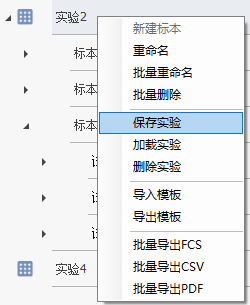 实验2
新建标本
重命名
标本
批量重命名
批量删除
标本
保存实验
标本
加载实验
删除实验
导入模板
导出模板
批量导出FCS
实验4
批量导出CSV
批量导出PDF